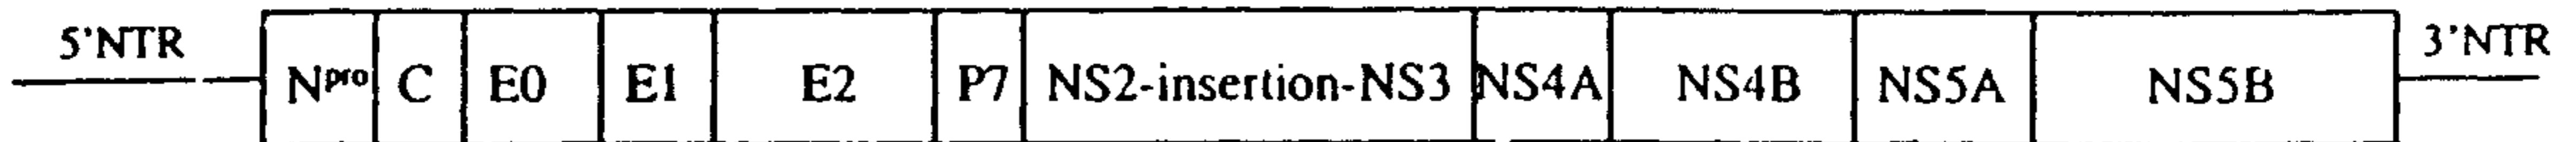 5'NTR N^pro C E0 E1 E2 P7 NS2-insertion-NS3 NS4A NS4B NS5A NS5B 3'NTR